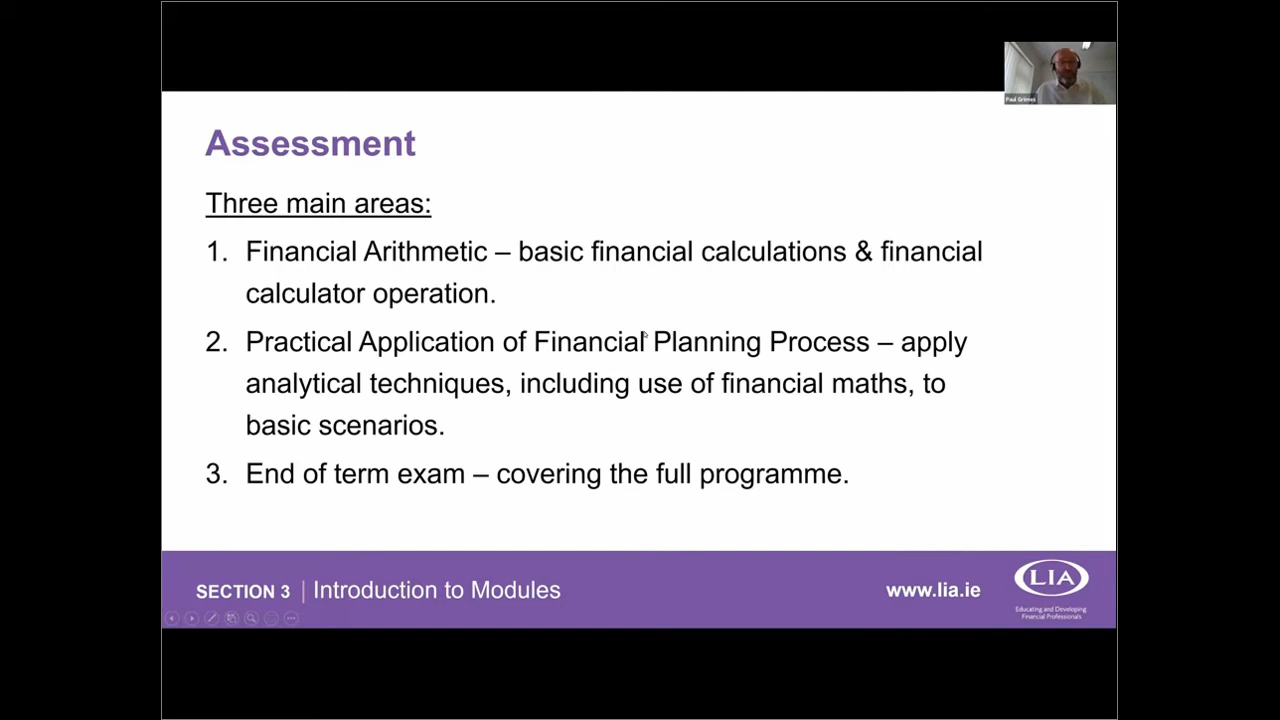 Paul Grimes
Assessment
Three main areas:
1. Financial Arithmetic – basic financial calculations & financial
calculator operation.
2. Practical Application of Financial Planning Process – apply
analytical techniques, including use of financial maths, to
basic scenarios.
3. End of term exam – covering the full programme.
SECTION 3 | Introduction to Modules
www.lia.ie
LIA
Educating and Developing
Financial Professionals